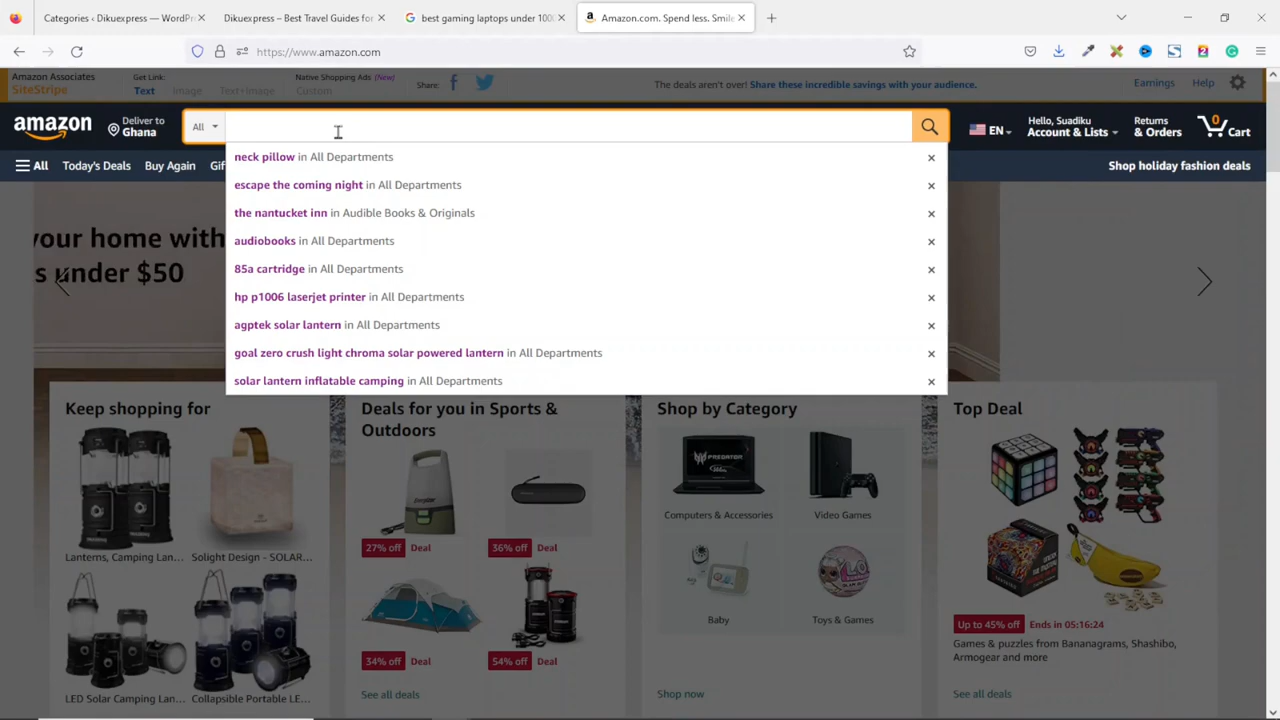 Categories ‹ Dikuexpress — WordPr
Dikuexpress – Best Travel Guides for
best gaming laptops under 100
Amazon.com. Spend less. Smile
https://www.amazon.com
Amazon Associates
SiteStripe
Get Link:
Text
Image
Text+Image
Native Shopping Ads (New)
Custom
Share:
The deals aren't over! Share these incredible savings with your audience.
Earnings
Help
amazon
Deliver to
Ghana
All
EN
Hello, Suadiku
Account & Lists
Returns
& Orders
0
Cart
All
Today's Deals
Buy Again
Gif
Shop holiday fashion deals
neck pillow in All Departments
escape the coming night in All Departments
the nantucket inn in Audible Books & Originals
audiobooks in All Departments
85a cartridge in All Departments
hp p1006 laserjet printer in All Departments
agptek solar lantern in All Departments
goal zero crush light chroma solar powered lantern in All Departments
solar lantern inflatable camping in All Departments
your home with
s under $50
Keep shopping for
Lanterns, Camping Lan...
Solight Design - SOLAR...
LED Solar Camping Lan...
Collapsible Portable LE...
Deals for you in Sports &
Outdoors
27% off
Deal
36% off
Deal
34% off
Deal
54% off
Deal
See all deals
Shop by Category
PREDATOR
Computers & Accessories
Video Games
Baby
Toys & Games
Shop now
Top Deal
Up to 45% off
Ends in 05:16:24
Games & puzzles from Bananagrams, Shashibo,
Armogear and more
See all deals